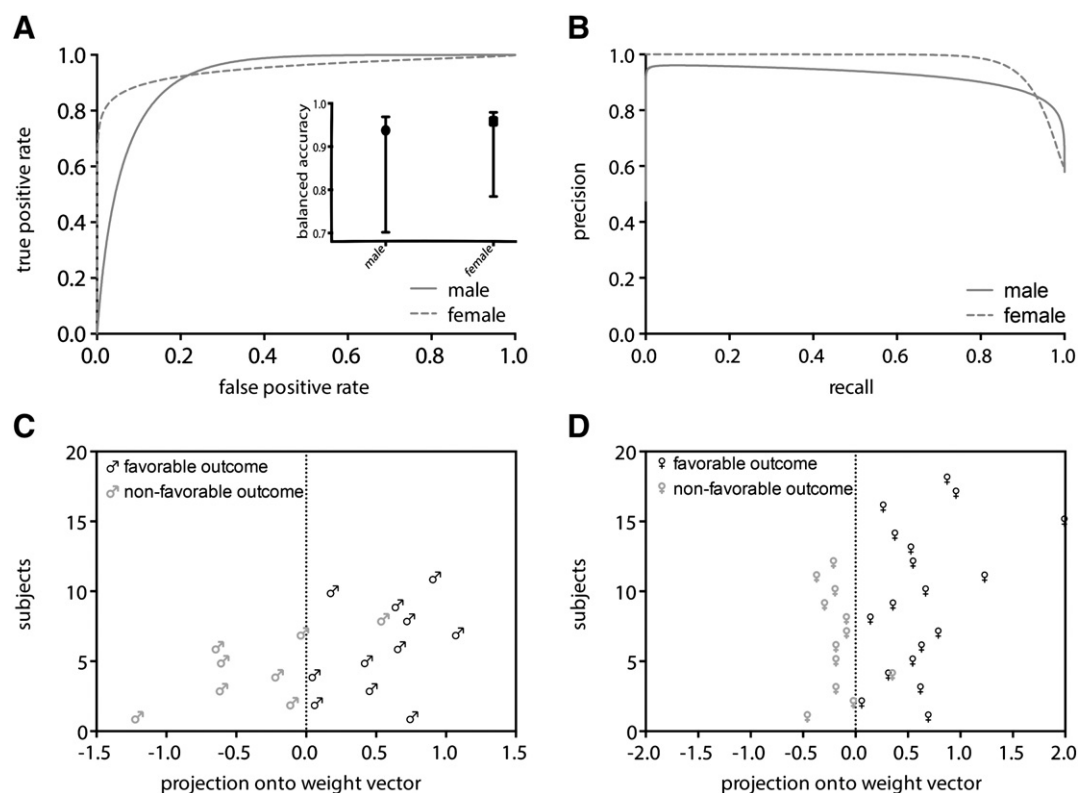 A
true positive rate
1.0
0.8
0.6
0.4
0.2
0.0
0.0 0.2 0.4 0.6 0.8 1.0
false positive rate
balanced accuracy
1.0
0.9
0.9
0.7
male
female
male
female
B
precision
1.0
0.8
0.6
0.4
0.2
0.0
0.0 0.2 0.4 0.6 0.8 1.0
recall
male
female
C
♂ favorable outcome
♂ non-favorable outcome
subjects
20
15
10
5
0
-1.5 -1.0 -0.5 0.0 0.5 1.0 1.5
projection onto weight vector
D
♀ favorable outcome
♀ non-favorable outcome
subjects
20
15
10
5
0
-2.0 -1.5 -1.0 -0.5 0.0 0.5 1.0 1.5 2.0
projection onto weight vector